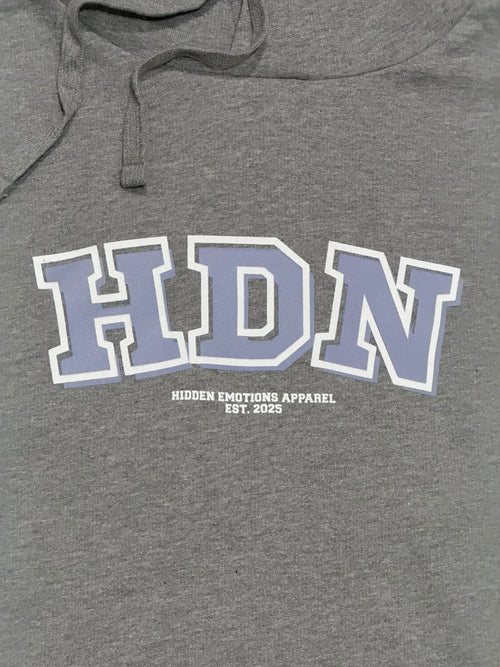 HDN
HIDDEN EMOTIONS APPAREL
EST. 2025